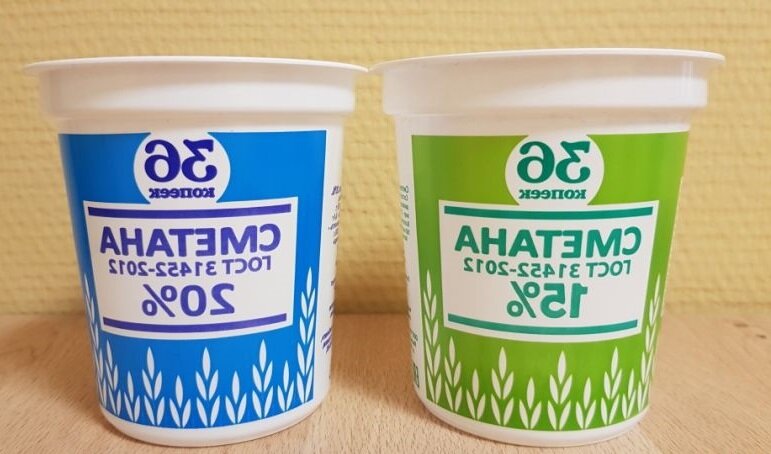 36
копеек
СМЕТАНА
ГОСТ 31452-2012
20%
36
копеек
СМЕТАНА
ГОСТ 31452-2012
15%